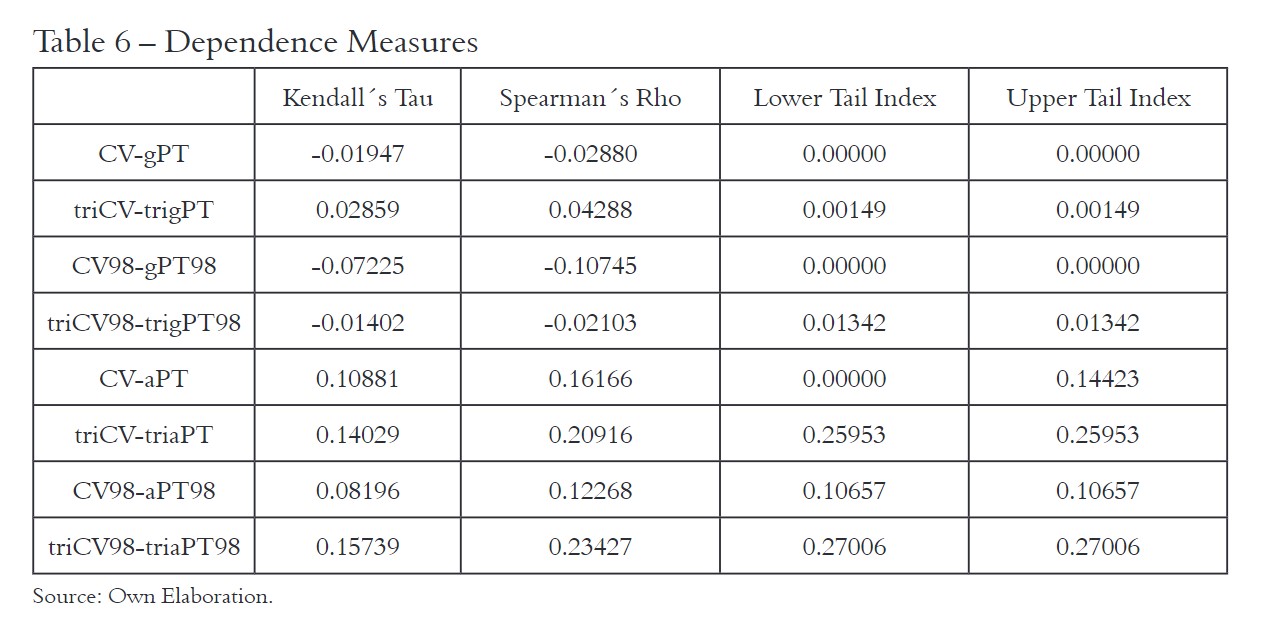 Table 6 – Dependence Measures
Kendall´s Tau Spearman´s Rho Lower Tail Index Upper Tail Index
CV-gPT -0.01947 -0.02880 0.00000 0.00000
triCV-trigPT 0.02859 0.04288 0.00149 0.00149
CV98-gPT98 -0.07225 -0.10745 0.00000 0.00000
triCV98-trigPT98 -0.01402 -0.02103 0.01342 0.01342
CV-aPT 0.10881 0.16166 0.00000 0.14423
triCV-triaPT 0.14029 0.20916 0.25953 0.25953
CV98-aPT98 0.08196 0.12268 0.10657 0.10657
triCV98-triaPT98 0.15739 0.23427 0.27006 0.27006
Source: Own Elaboration.